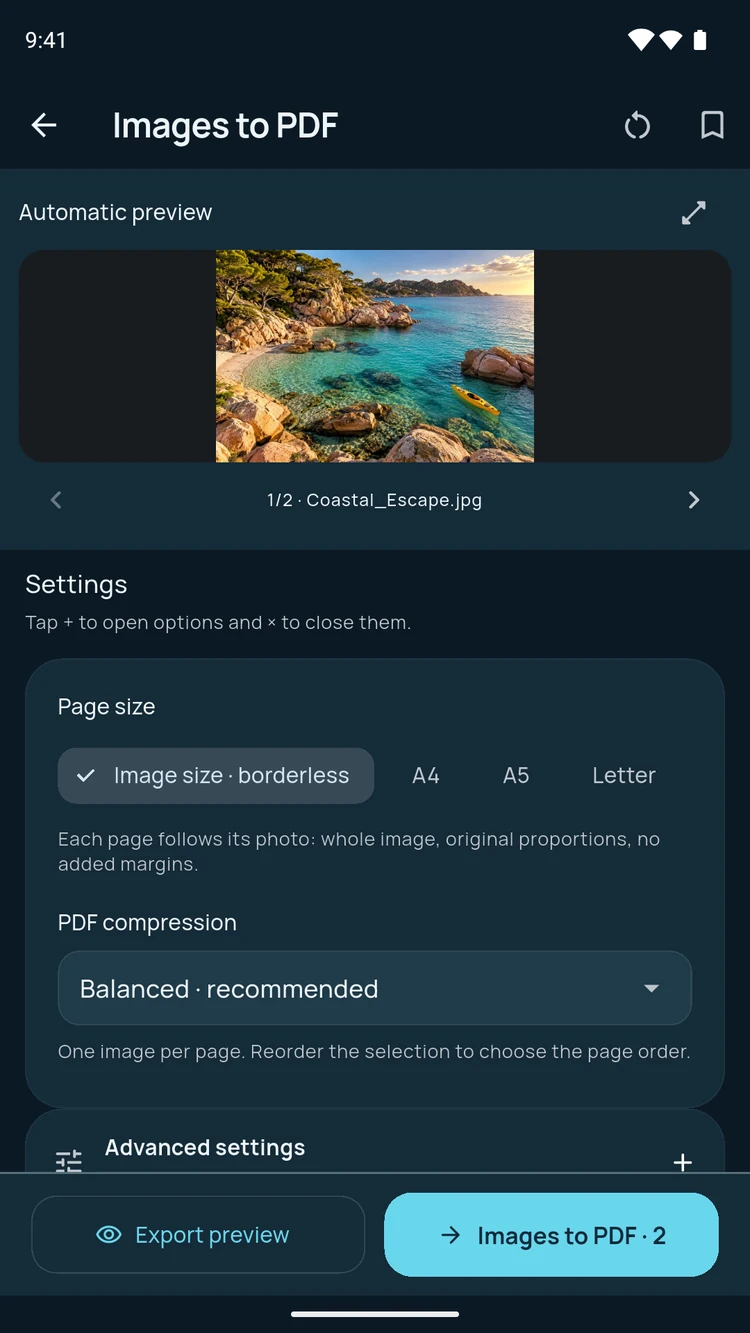 9:41
Images to PDF
Automatic preview
1/2 · Coastal_Escape.jpg
Settings
Tap + to open options and × to close them.
Page size
Image size · borderless
A4
A5
Letter
Each page follows its photo: whole image, original proportions, no
added margins.
PDF compression
Balanced · recommended
One image per page. Reorder the selection to choose the page order.
Advanced settings
Export preview
Images to PDF · 2